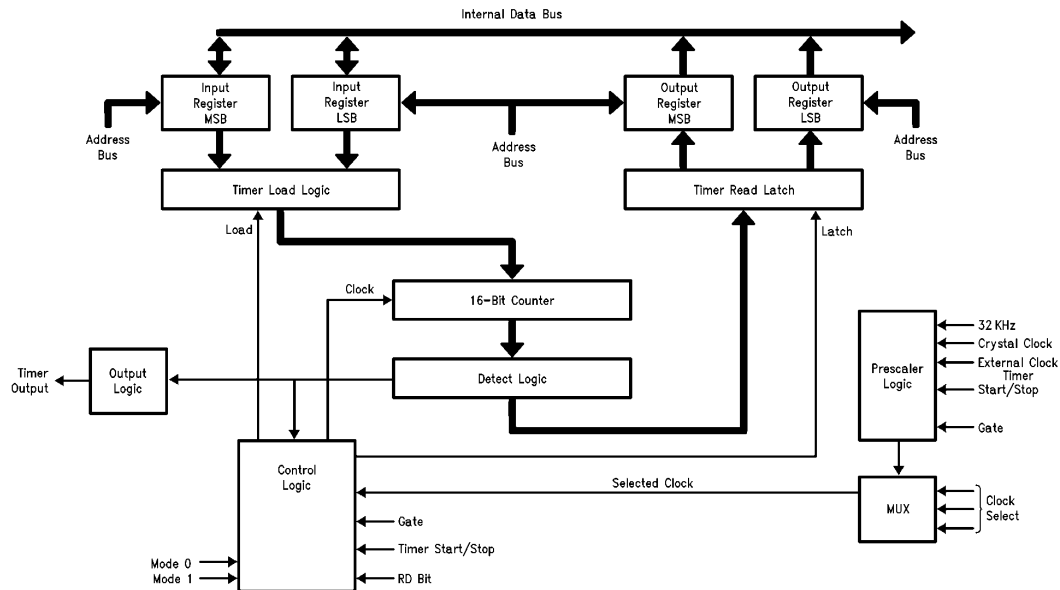 Internal Data Bus
Input
Register
MSB
Input
Register
LSB
Output
Register
MSB
Output
Register
LSB
Address
Bus
Address
Bus
Address
Bus
Timer Load Logic
Timer Read Latch
Load
Latch
Clock
16-Bit Counter
32 KHz
Crystal Clock
External Clock
Timer
Start/Stop
Gate
Prescaler
Logic
Timer
Output
Output
Logic
Detect Logic
Control
Logic
Selected Clock
MUX
Clock
Select
Gate
Timer Start/Stop
RD Bit
Mode 0
Mode 1